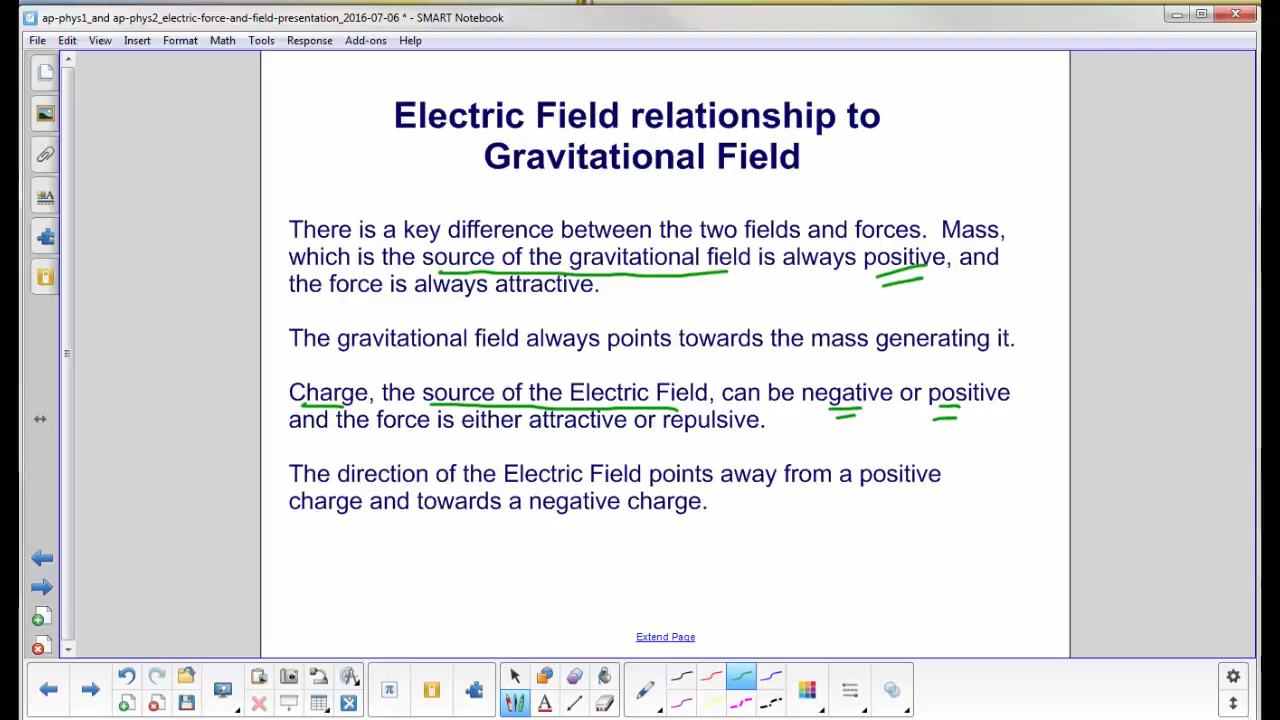 ap-phys1_and ap-phys2_electric-force-and-field-presentation_2016-07-06 * - SMART Notebook
File Edit View Insert Format Math Tools Response Add-ons Help
Electric Field relationship to
Gravitational Field
There is a key difference between the two fields and forces. Mass,
which is the source of the gravitational field is always positive, and
the force is always attractive.
The gravitational field always points towards the mass generating it.
Charge, the source of the Electric Field, can be negative or positive
and the force is either attractive or repulsive.
The direction of the Electric Field points away from a positive
charge and towards a negative charge.
Extend Page